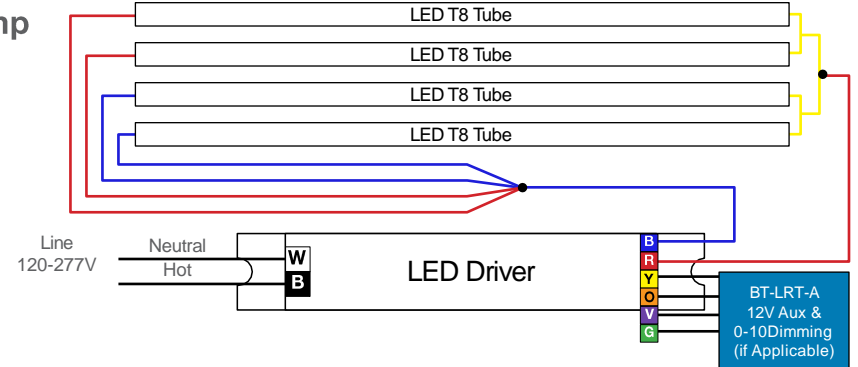 LED T8 Tube
LED T8 Tube
LED T8 Tube
LED T8 Tube
Line
120-277V
Neutral
Hot
W
B
LED Driver
B
R
Y
O
V
G
BT-LRT-A
12V Aux &
0-10Dimming
(if Applicable)